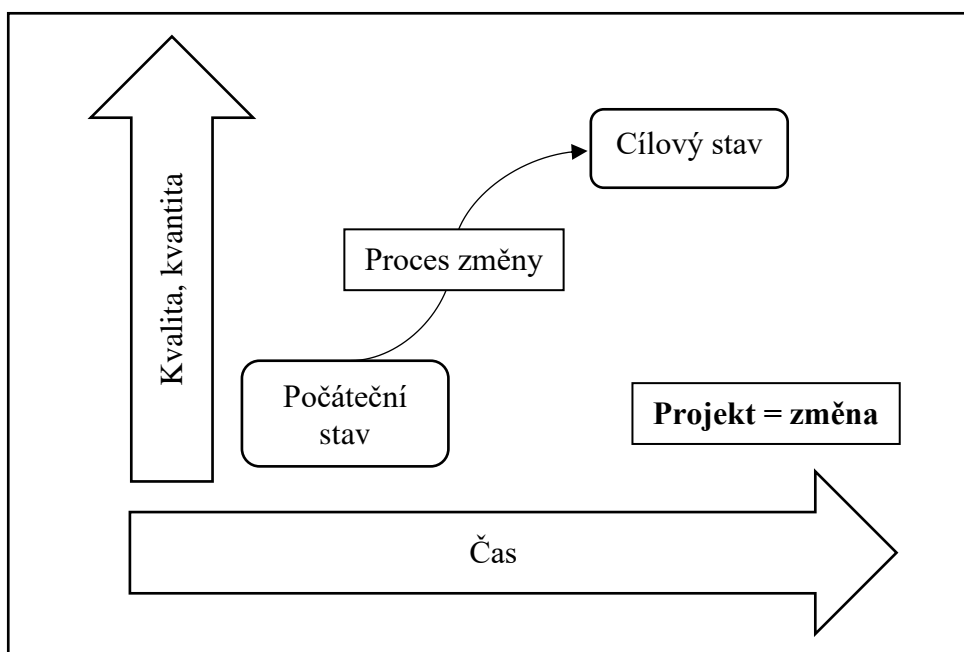 Kvalita, kvantita
Cílový stav
Proces změny
Počáteční
stav
Projekt = změna
Čas